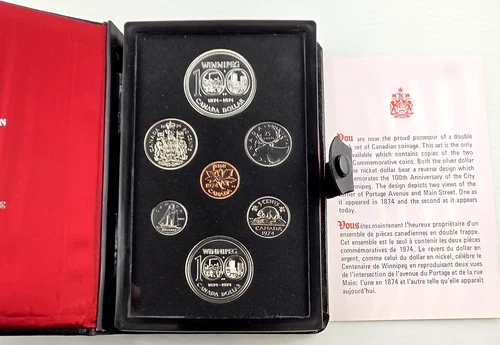 WINNIPEG
100
1874-1974
CANADA DOLLAR
CANADA
5 CENTS
CANADA
1974
WINNIPEG
100
1874-1974
CANADA DOLLAR
You are now the proud possessor of a double
set of Canadian coinage. This set is the only
available which contains copies of the two
Commemorative coins. Both the silver dollar
the nickel dollar bear a reverse design which
memorates the 100th Anniversary of the City
Winnipeg. The design depicts two views of the
corner of Portage Avenue and Main Street. One as
it appeared in 1874 and the second as it appears
today.
Vous êtes maintenant l'heureux propriétaire d'un
ensemble de pièces canadiennes en double frappe.
Cet ensemble est le seul à contenir les deux pièces
commémoratives de 1974. Le revers du dollar en
argent, comme celui du dollar en nickel, célèbre le
Centenaire de Winnipeg en reproduisant deux vues
de l'intersection de l'avenue du Portage et de la rue
Main: l'une en 1874 et l'autre telle qu'elle apparaît
aujourd'hui.